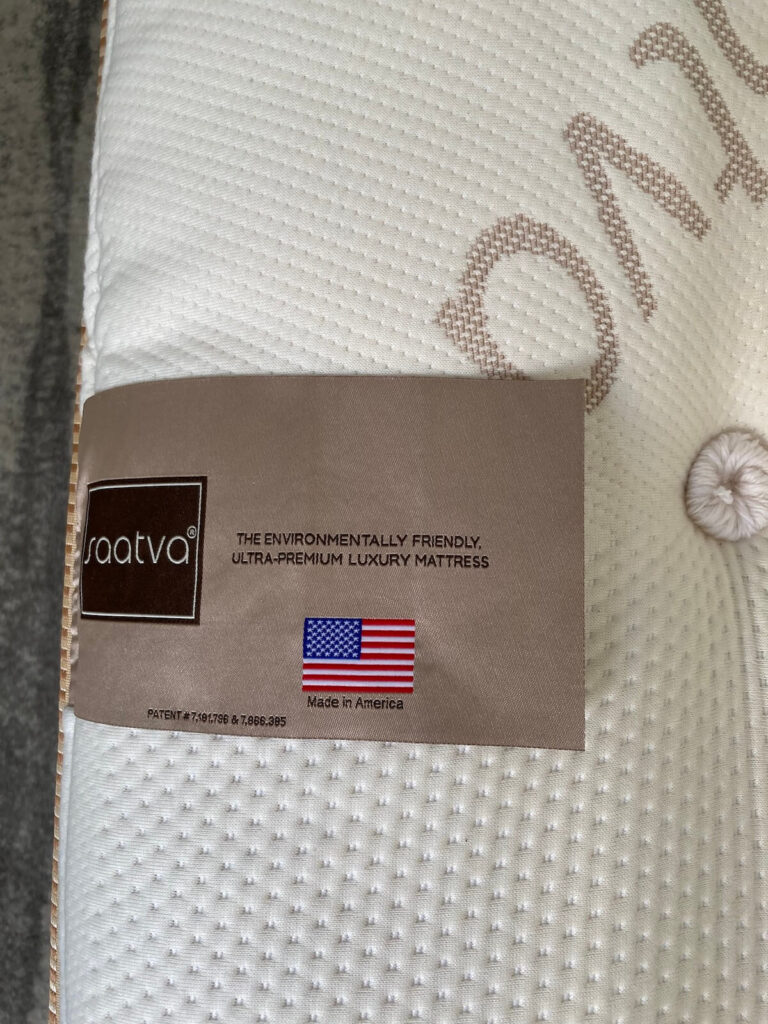 saatva®
THE ENVIRONMENTALLY FRIENDLY,
ULTRA-PREMIUM LUXURY MATTRESS
Made in America
PATENT # 7,191,796 & 7,866,395